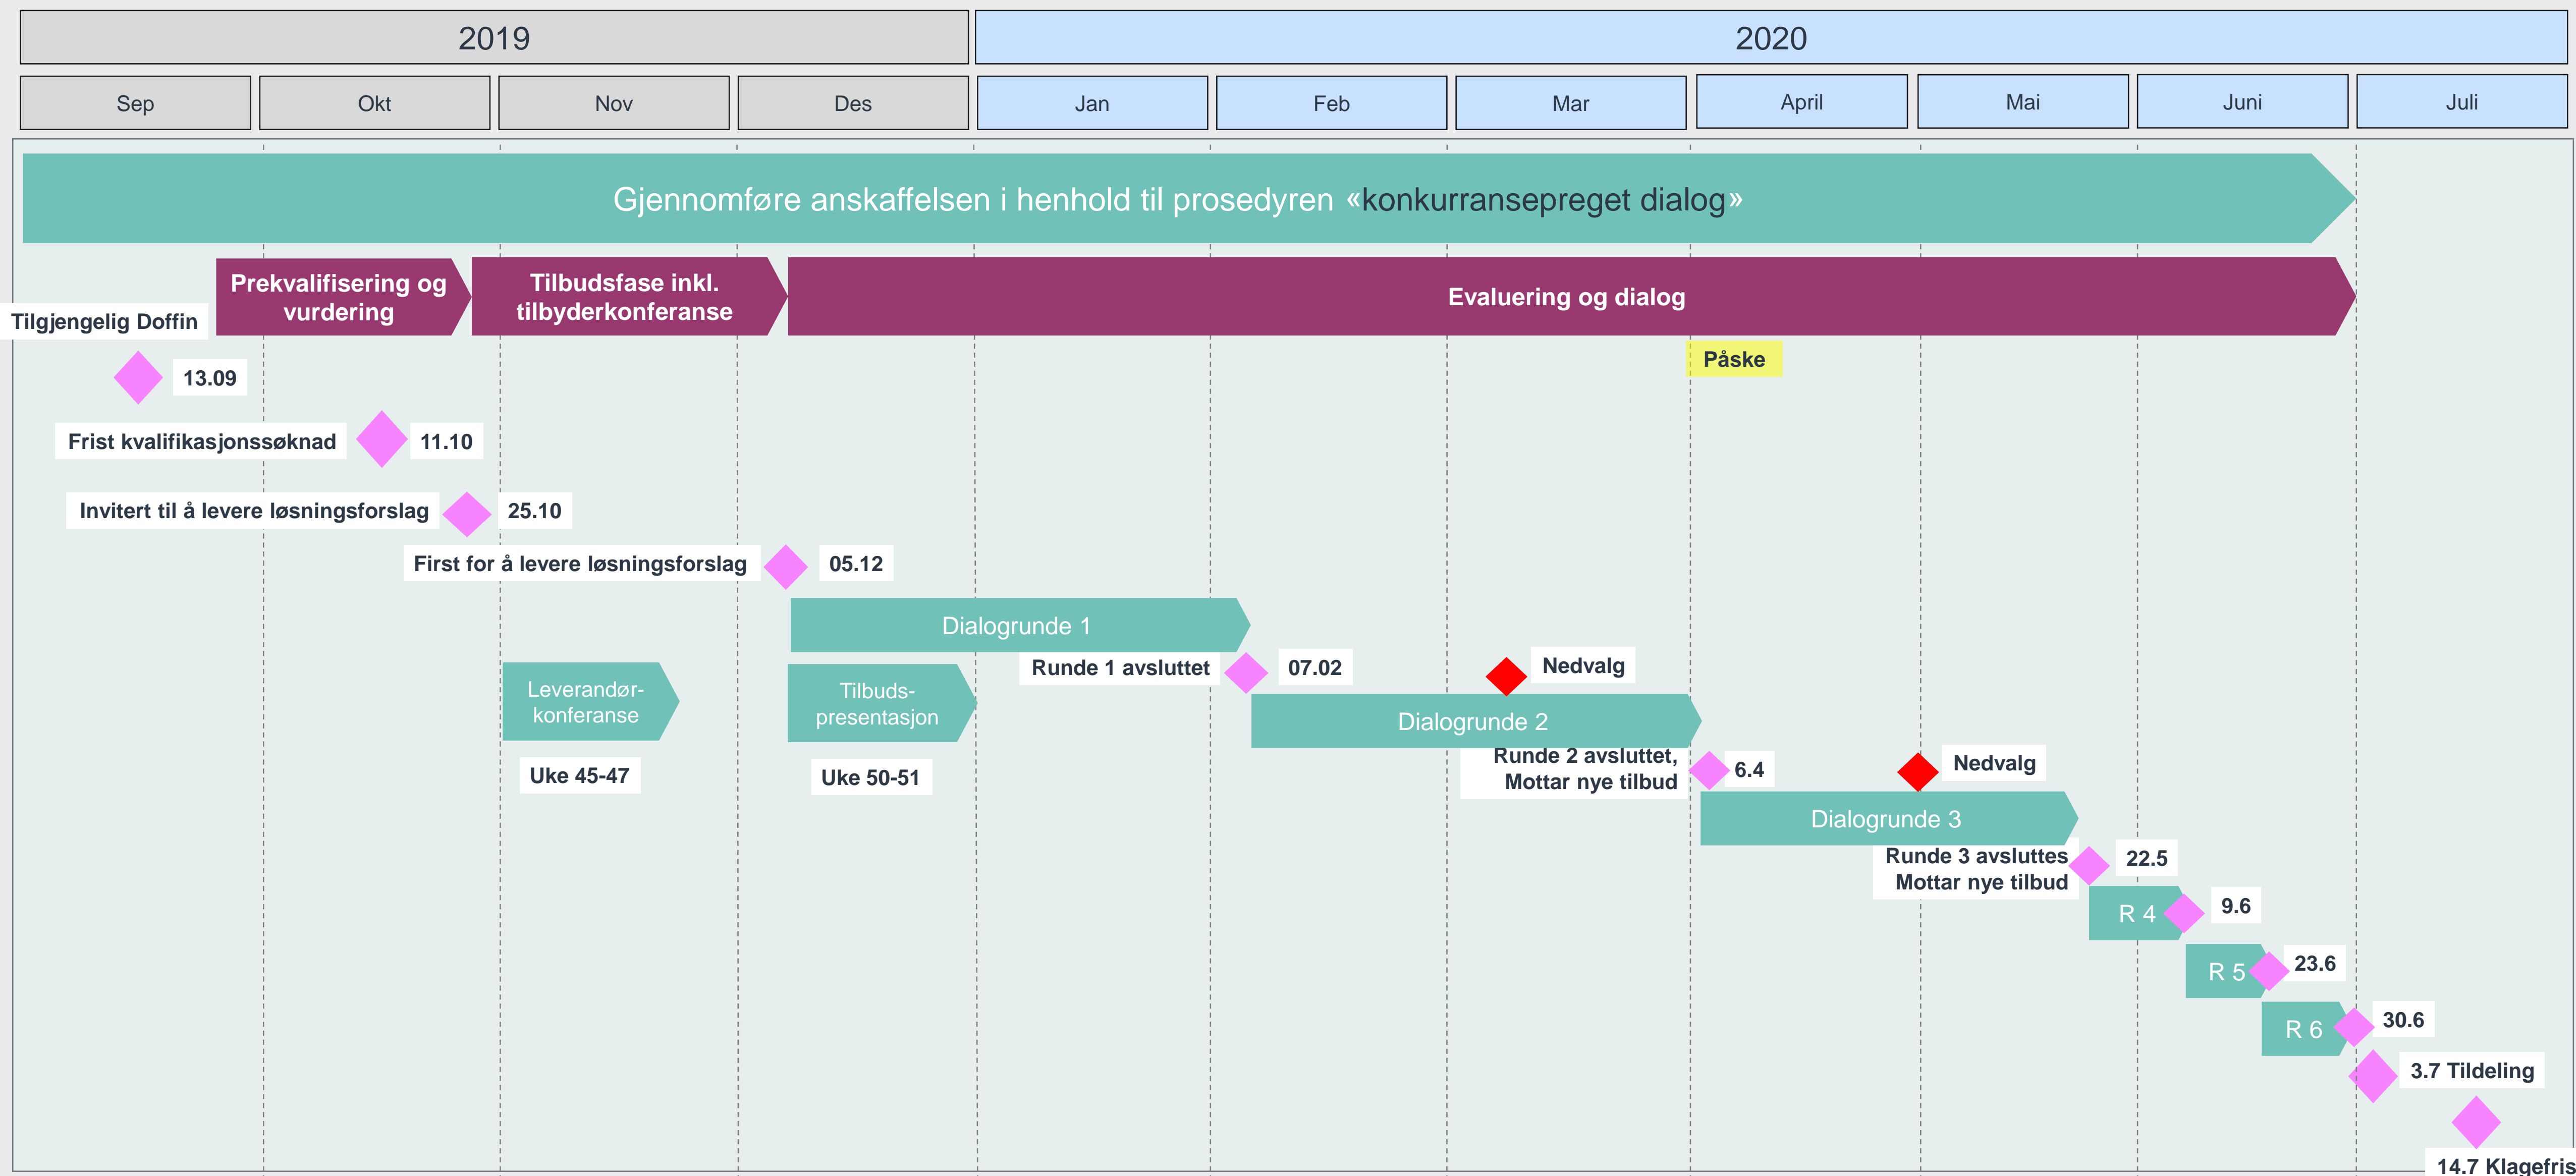 2019
2020
Sep
Okt
Nov
Des
Jan
Feb
Mar
April
Mai
Juni
Juli
Gjennomføre anskaffelsen i henhold til prosedyren «konkurransepreget dialog»
Prekvalifisering og
vurdering
Tilbudsfase inkl.
tilbyderkonferanse
Evaluering og dialog
Tilgjengelig Doffin
Påske
13.09
Frist kvalifikasjonssøknad
11.10
Invitert til å levere løsningsforslag
25.10
First for å levere løsningsforslag
05.12
Dialogrunde 1
Runde 1 avsluttet
07.02
Nedvalg
Leverandør-
konferanse
Tilbuds-
presentasjon
Dialogrunde 2
Uke 45-47
Uke 50-51
Runde 2 avsluttet,
Mottar nye tilbud
6.4
Nedvalg
Dialogrunde 3
Runde 3 avsluttes
Mottar nye tilbud
22.5
R 4
9.6
R 5
23.6
R 6
30.6
3.7 Tildeling
14.7 Klagefris